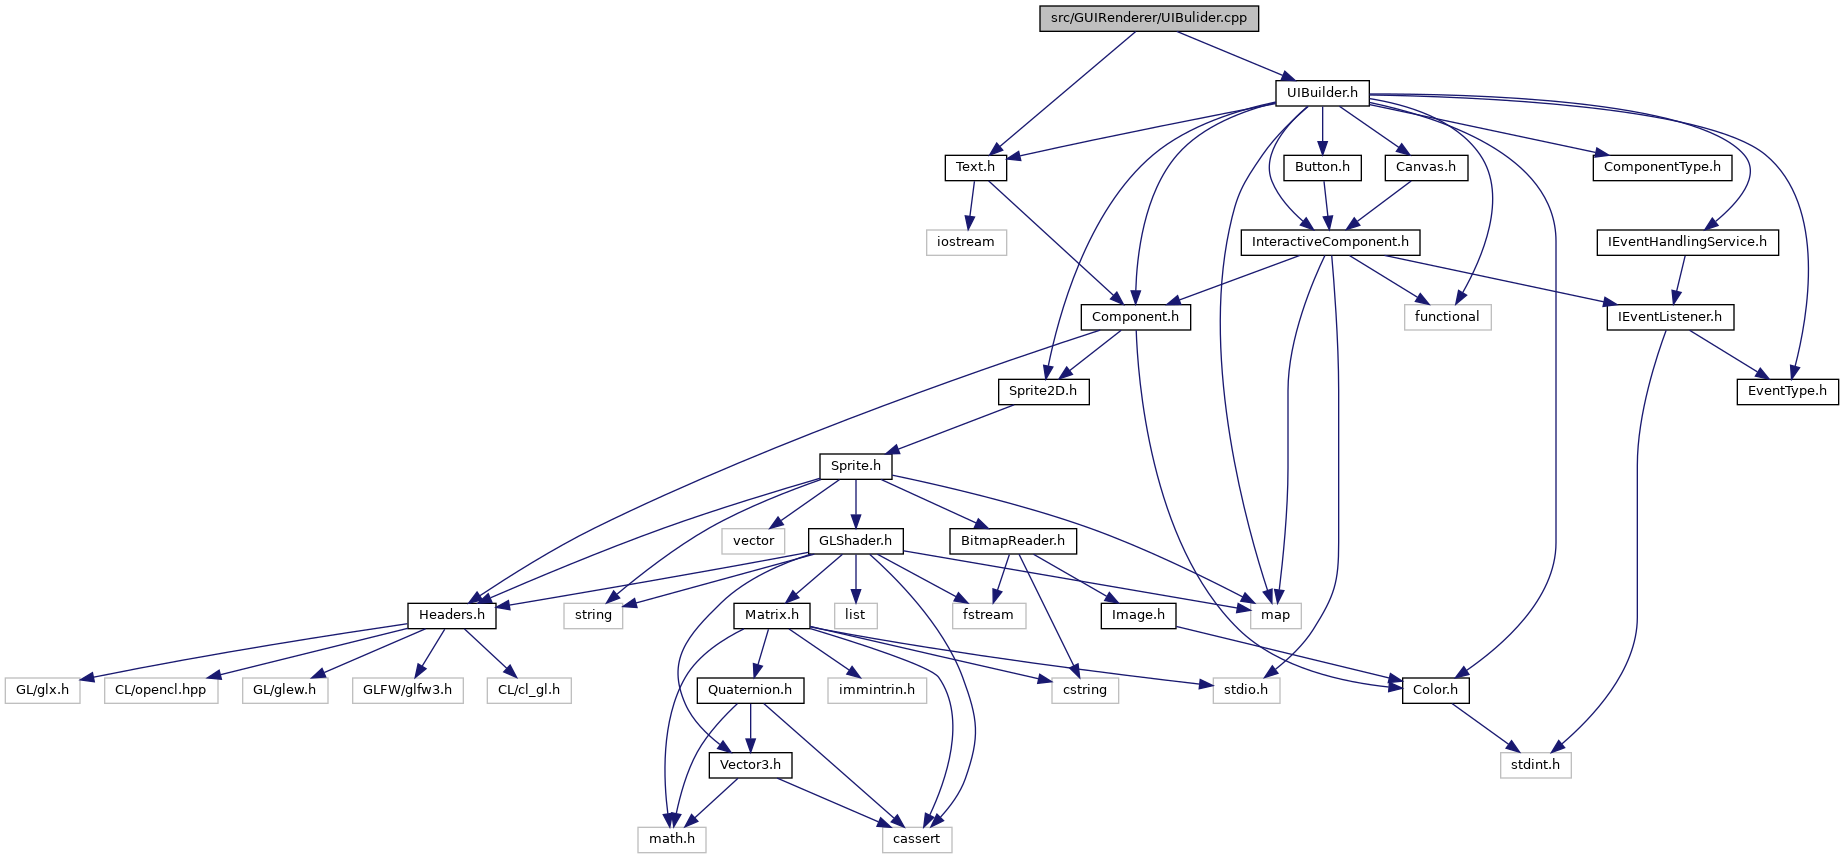 src/GUIRenderer/UIBulider.cpp
UIBuilder.h
Text.h
Button.h
Canvas.h
ComponentType.h
iostream
InteractiveComponent.h
IEventHandlingService.h
Component.h
functional
IEventListener.h
Sprite2D.h
EventType.h
Sprite.h
vector
GLShader.h
BitmapReader.h
Headers.h
string
Matrix.h
list
fstream
Image.h
map
GL/glx.h
CL/opencl.hpp
GL/glew.h
GLFW/glfw3.h
CL/cl_gl.h
Quaternion.h
immintrin.h
cstring
stdio.h
Color.h
Vector3.h
stdint.h
math.h
cassert